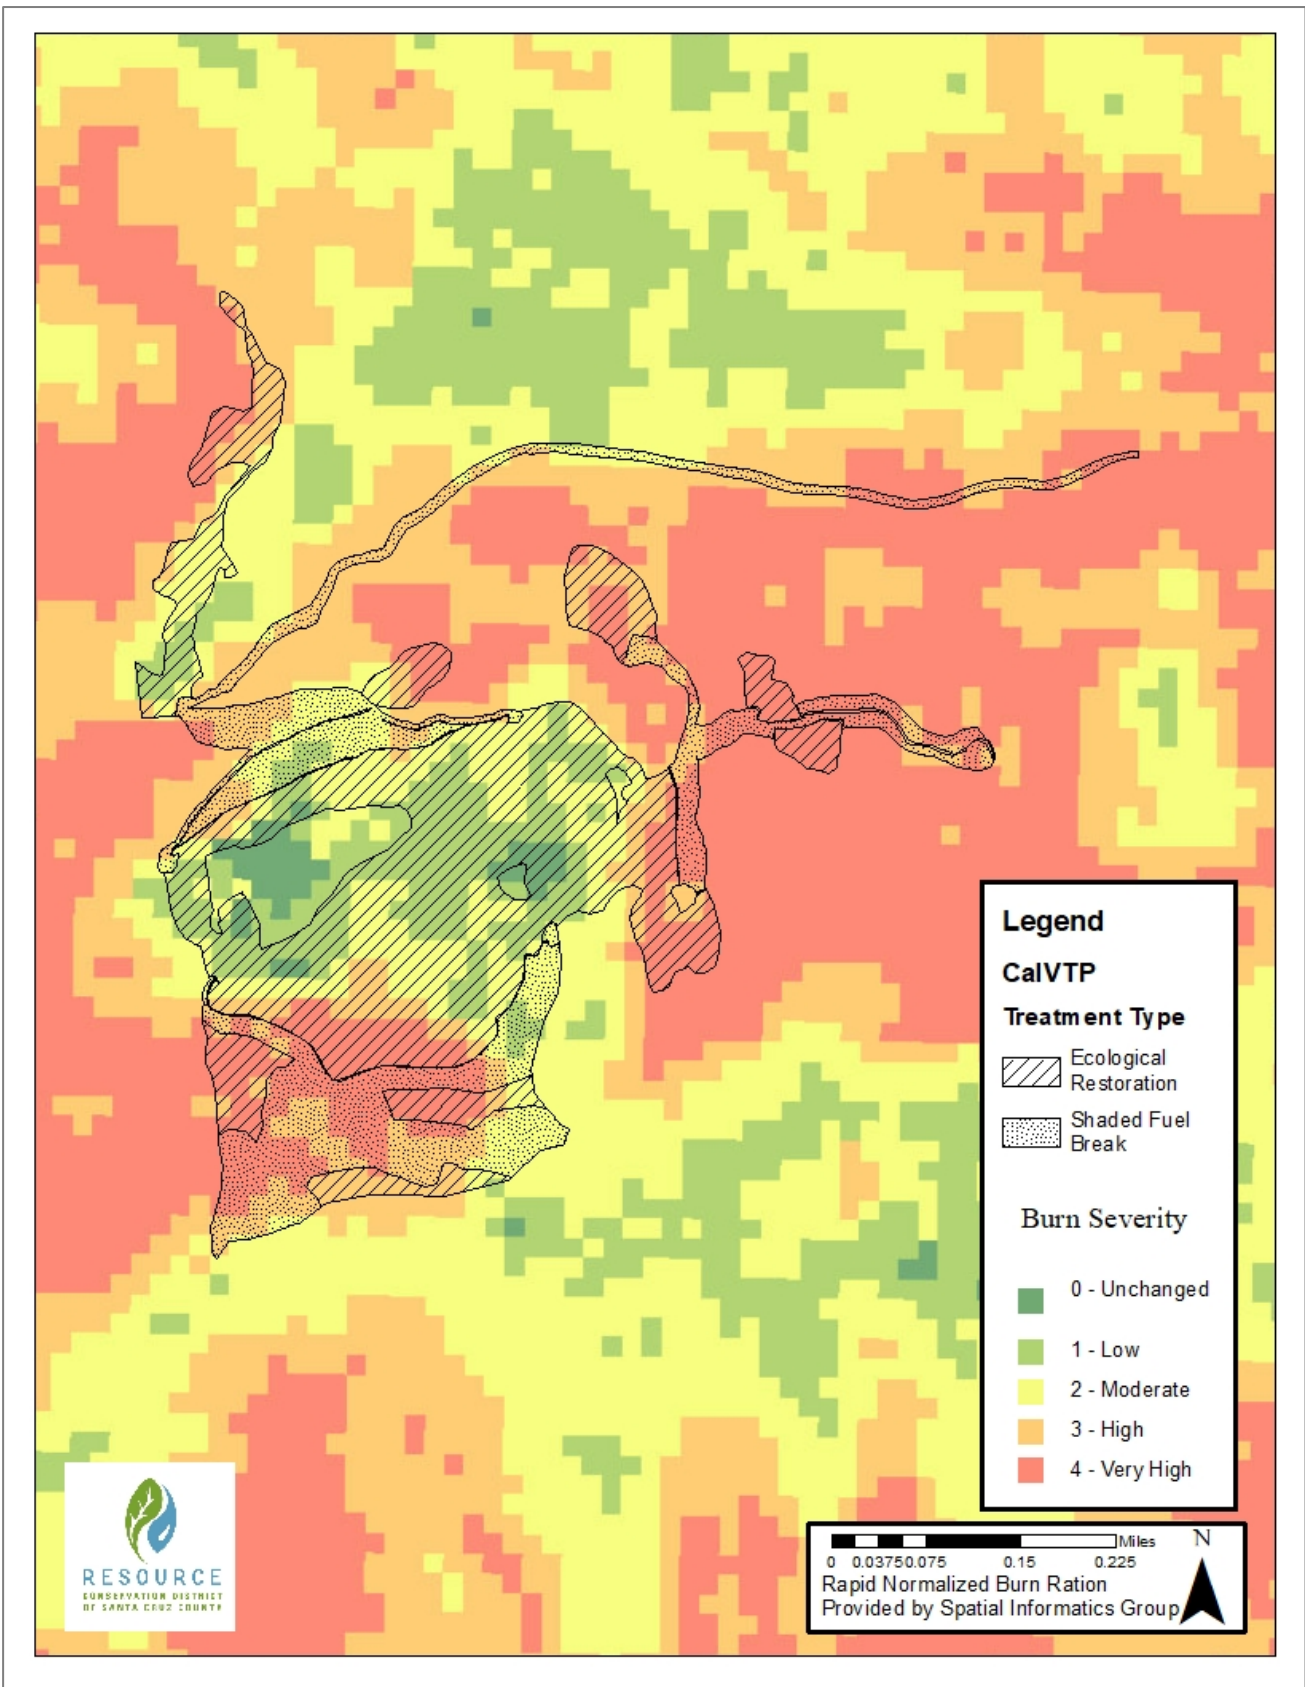 Legend
CalVTP
Treatment Type
Ecological
Restoration
Shaded Fuel
Break
Burn Severity
0 - Unchanged
1 - Low
2 - Moderate
3 - High
4 - Very High
RESOURCE
CONSERVATION DISTRICT
OF SANTA CRUZ COUNTY
Miles
N
0 0.0375 0.075 0.15 0.225
Rapid Normalized Burn Ration
Provided by Spatial Informatics Group